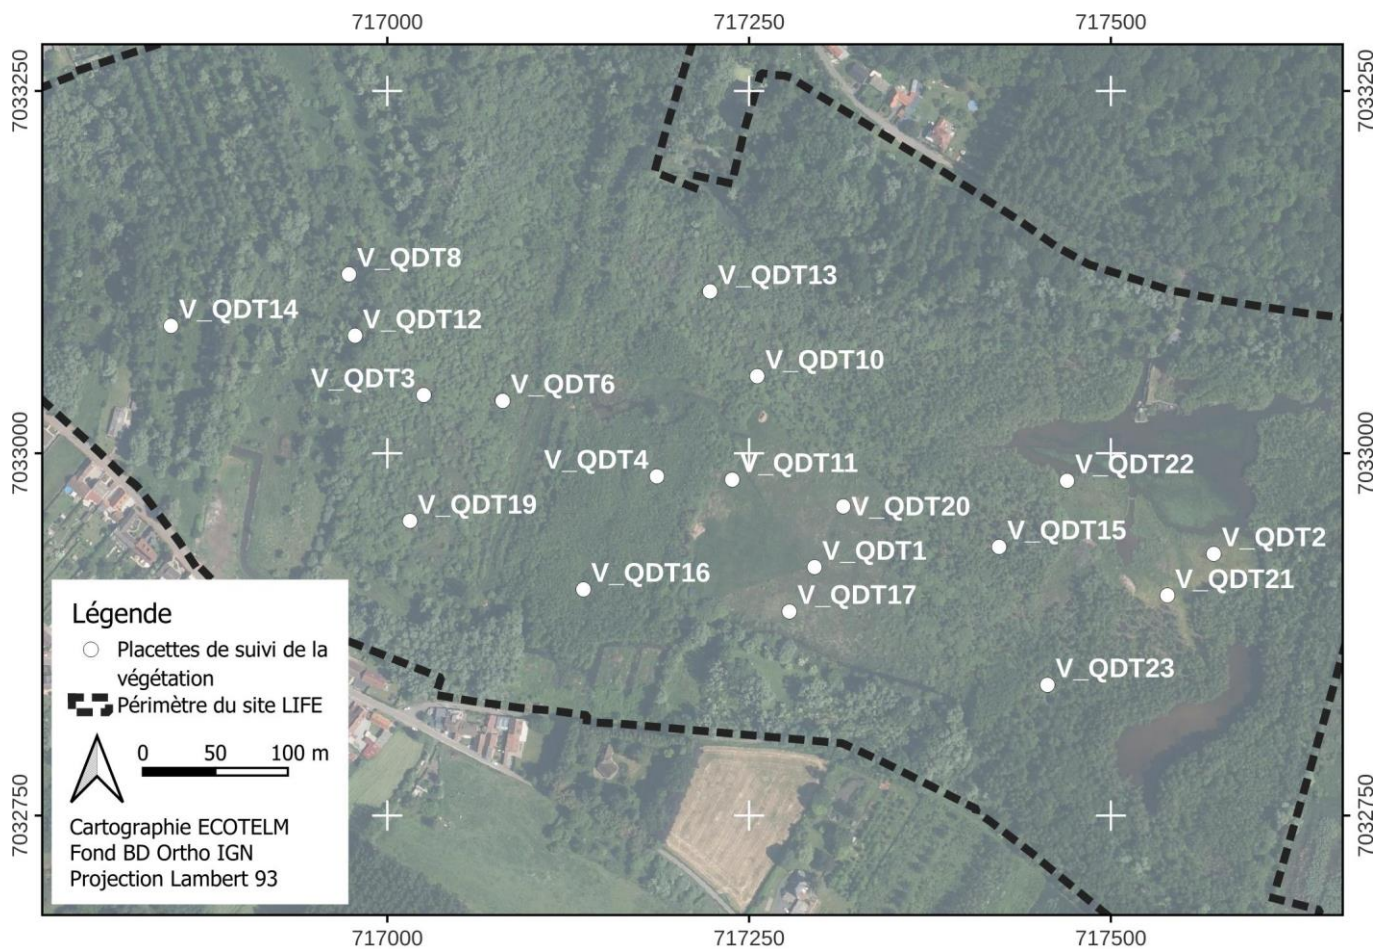 717000
717250
717500
7033250
7033250
V_QDT8
V_QDT13
V_QDT14
V_QDT12
V_QDT10
V_QDT3
V_QDT6
7033000
7033000
V_QDT4
V_QDT11
V_QDT22
V_QDT19
V_QDT20
V_QDT15
V_QDT1
V_QDT2
V_QDT16
V_QDT17
V_QDT21
V_QDT23
Légende
Placettes de suivi de la
végétation
Périmètre du site LIFE
0 50 100 m
Cartographie ECOTELM
Fond BD Ortho IGN
Projection Lambert 93
7032750
7032750
717000
717250
717500